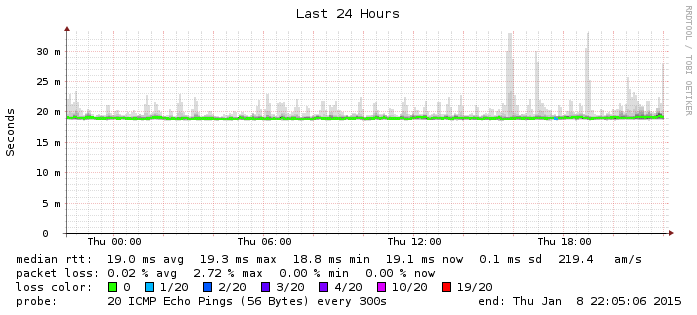 Last 24 Hours
RRDTOOL / TOBI OETIKER
Seconds
30 m
25 m
20 m
15 m
10 m
5 m
0
Thu 00:00 Thu 06:00 Thu 12:00 Thu 18:00
median rtt: 19.0 ms avg 19.3 ms max 18.8 ms min 19.1 ms now 0.1 ms sd 219.4 am/s
packet loss: 0.02 % avg 2.72 % max 0.00 % min 0.00 % now
loss color: 0 1/20 2/20 3/20 4/20 10/20 19/20
probe: 20 ICMP Echo Pings (56 Bytes) every 300s end: Thu Jan 8 22:05:06 2015